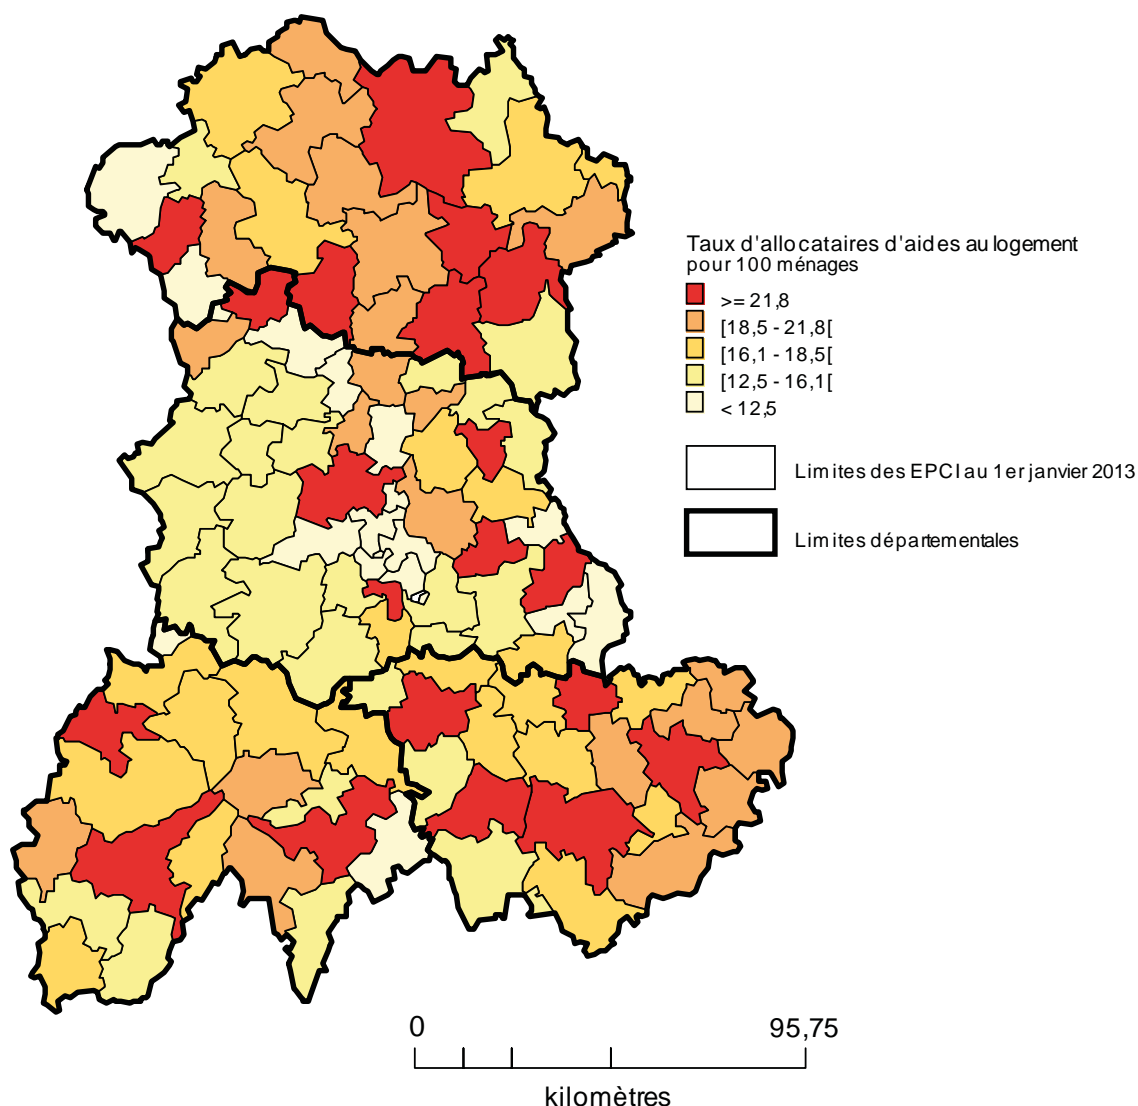 Taux d'allocataires d'aides au logement
pour 100 ménages
>= 21,8
[18,5 - 21,8[
[16,1 - 18,5[
[12,5 - 16,1[
< 12,5
Limites des EPCI au 1er janvier 2013
Limites départementales
0 95,75
kilomètres